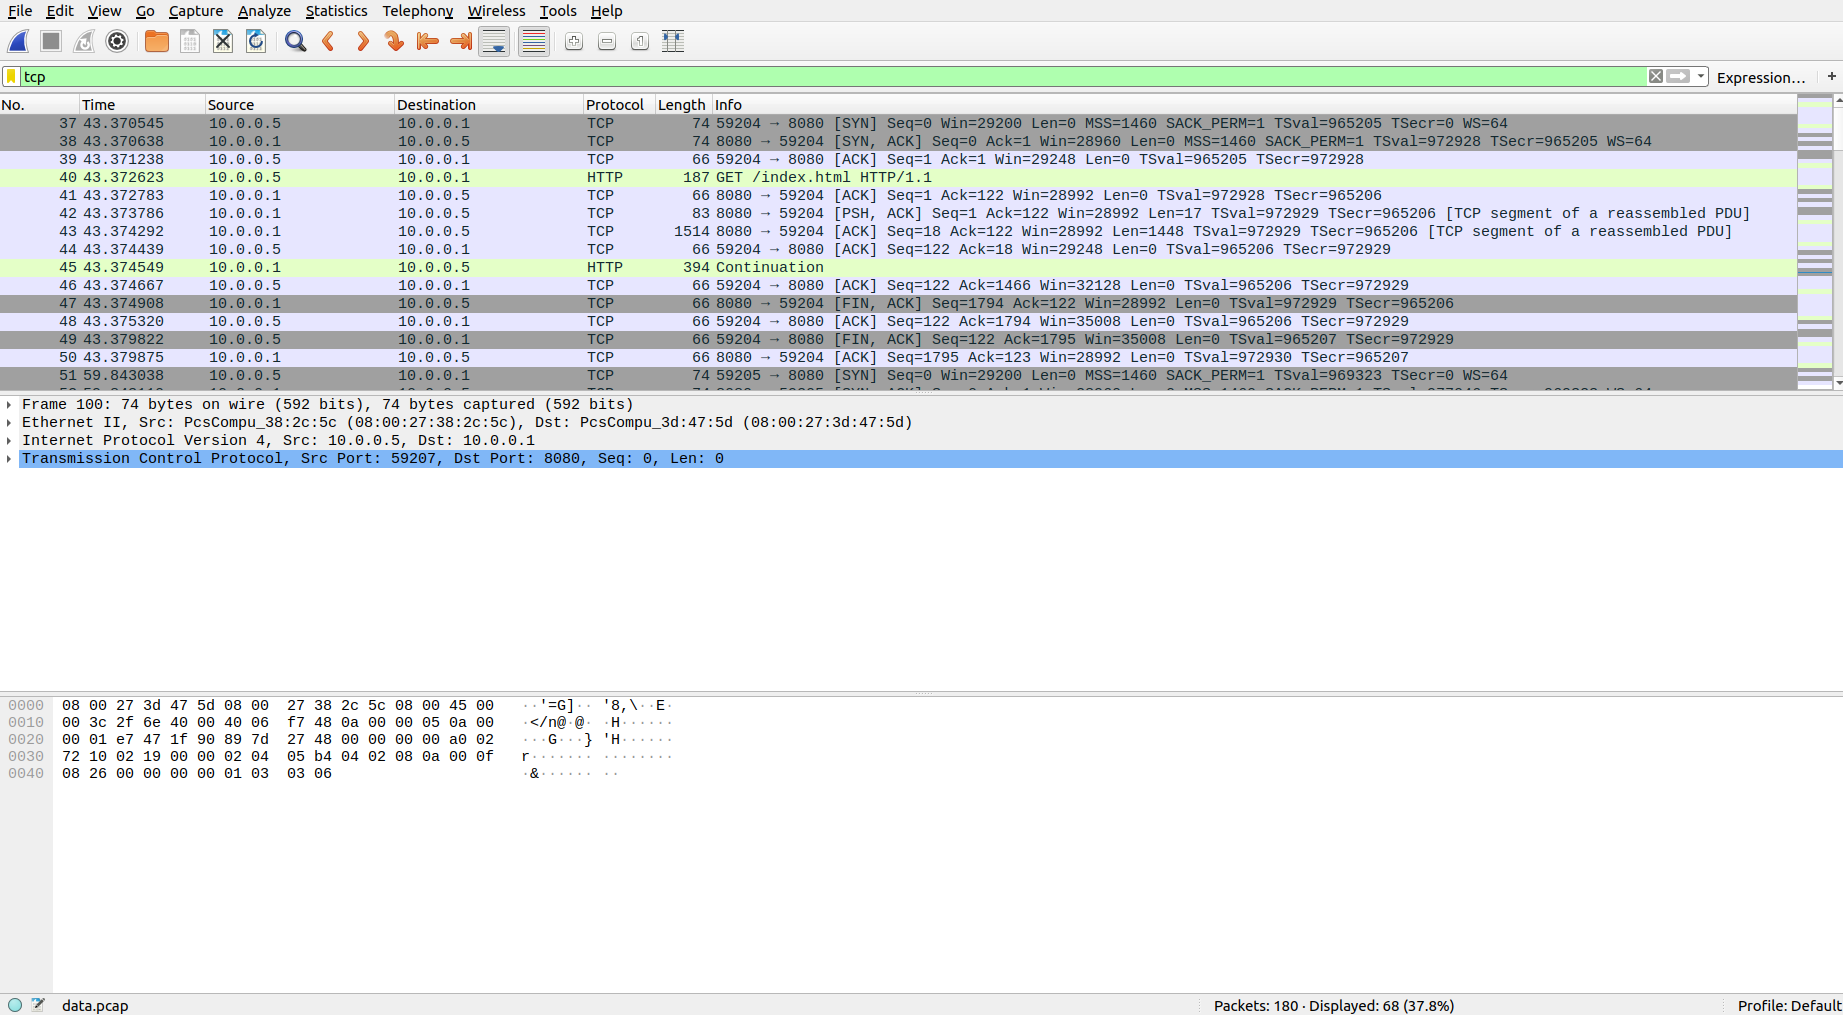 File Edit View Go Capture Analyze Statistics Telephony Wireless Tools Help
tcp Expression… +
No. Time Source Destination Protocol Length Info
37 43.370545 10.0.0.5 10.0.0.1 TCP 74 59204 → 8080 [SYN] Seq=0 Win=29200 Len=0 MSS=1460 SACK_PERM=1 TSval=965205 TSecr=0 WS=64
38 43.370638 10.0.0.1 10.0.0.5 TCP 74 8080 → 59204 [SYN, ACK] Seq=0 Ack=1 Win=28960 Len=0 MSS=1460 SACK_PERM=1 TSval=972928 TSecr=965205 WS=64
39 43.371238 10.0.0.5 10.0.0.1 TCP 66 59204 → 8080 [ACK] Seq=1 Ack=1 Win=29248 Len=0 TSval=965205 TSecr=972928
40 43.372623 10.0.0.5 10.0.0.1 HTTP 187 GET /index.html HTTP/1.1
41 43.372783 10.0.0.1 10.0.0.5 TCP 66 8080 → 59204 [ACK] Seq=1 Ack=122 Win=28992 Len=0 TSval=972928 TSecr=965206
42 43.373786 10.0.0.1 10.0.0.5 TCP 83 8080 → 59204 [PSH, ACK] Seq=1 Ack=122 Win=28992 Len=17 TSval=972929 TSecr=965206 [TCP segment of a reassembled PDU]
43 43.374292 10.0.0.1 10.0.0.5 TCP 1514 8080 → 59204 [ACK] Seq=18 Ack=122 Win=28992 Len=1448 TSval=972929 TSecr=965206 [TCP segment of a reassembled PDU]
44 43.374439 10.0.0.5 10.0.0.1 TCP 66 59204 → 8080 [ACK] Seq=122 Ack=18 Win=29248 Len=0 TSval=965206 TSecr=972929
45 43.374549 10.0.0.1 10.0.0.5 HTTP 394 Continuation
46 43.374667 10.0.0.5 10.0.0.1 TCP 66 59204 → 8080 [ACK] Seq=122 Ack=1466 Win=32128 Len=0 TSval=965206 TSecr=972929
47 43.374908 10.0.0.1 10.0.0.5 TCP 66 8080 → 59204 [FIN, ACK] Seq=1794 Ack=122 Win=28992 Len=0 TSval=972929 TSecr=965206
48 43.375320 10.0.0.5 10.0.0.1 TCP 66 59204 → 8080 [ACK] Seq=122 Ack=1794 Win=35008 Len=0 TSval=965206 TSecr=972929
49 43.379822 10.0.0.5 10.0.0.1 TCP 66 59204 → 8080 [FIN, ACK] Seq=122 Ack=1795 Win=35008 Len=0 TSval=965207 TSecr=972929
50 43.379875 10.0.0.1 10.0.0.5 TCP 66 8080 → 59204 [ACK] Seq=1795 Ack=123 Win=28992 Len=0 TSval=972930 TSecr=965207
51 59.843038 10.0.0.5 10.0.0.1 TCP 74 59205 → 8080 [SYN] Seq=0 Win=29200 Len=0 MSS=1460 SACK_PERM=1 TSval=969323 TSecr=0 WS=64
Frame 100: 74 bytes on wire (592 bits), 74 bytes captured (592 bits)
Ethernet II, Src: PcsCompu_38:2c:5c (08:00:27:38:2c:5c), Dst: PcsCompu_3d:47:5d (08:00:27:3d:47:5d)
Internet Protocol Version 4, Src: 10.0.0.5, Dst: 10.0.0.1
Transmission Control Protocol, Src Port: 59207, Dst Port: 8080, Seq: 0, Len: 0
0000 08 00 27 3d 47 5d 08 00 27 38 2c 5c 08 00 45 00 ··'=G]·· '8,\··E·
0010 00 3c 2f 6e 40 00 40 06 f7 48 0a 00 00 05 0a 00 ·</n@·@· ·H······
0020 00 01 e7 47 1f 90 89 7d 27 48 00 00 00 00 a0 02 ···G···} 'H······
0030 72 10 02 19 00 00 02 04 05 b4 04 02 08 0a 00 0f r······· ········
0040 08 26 00 00 00 00 01 03 03 06 ·&······ ··
data.pcap Packets: 180 · Displayed: 68 (37.8%) Profile: Default